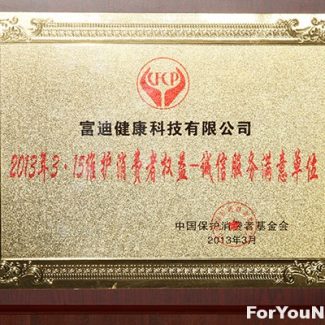 CFCP
富迪健康科技有限公司
2013年3·15维护消费者权益-诚信服务满意单位
中国保护消费者基金会
2013年3月
ForYouN